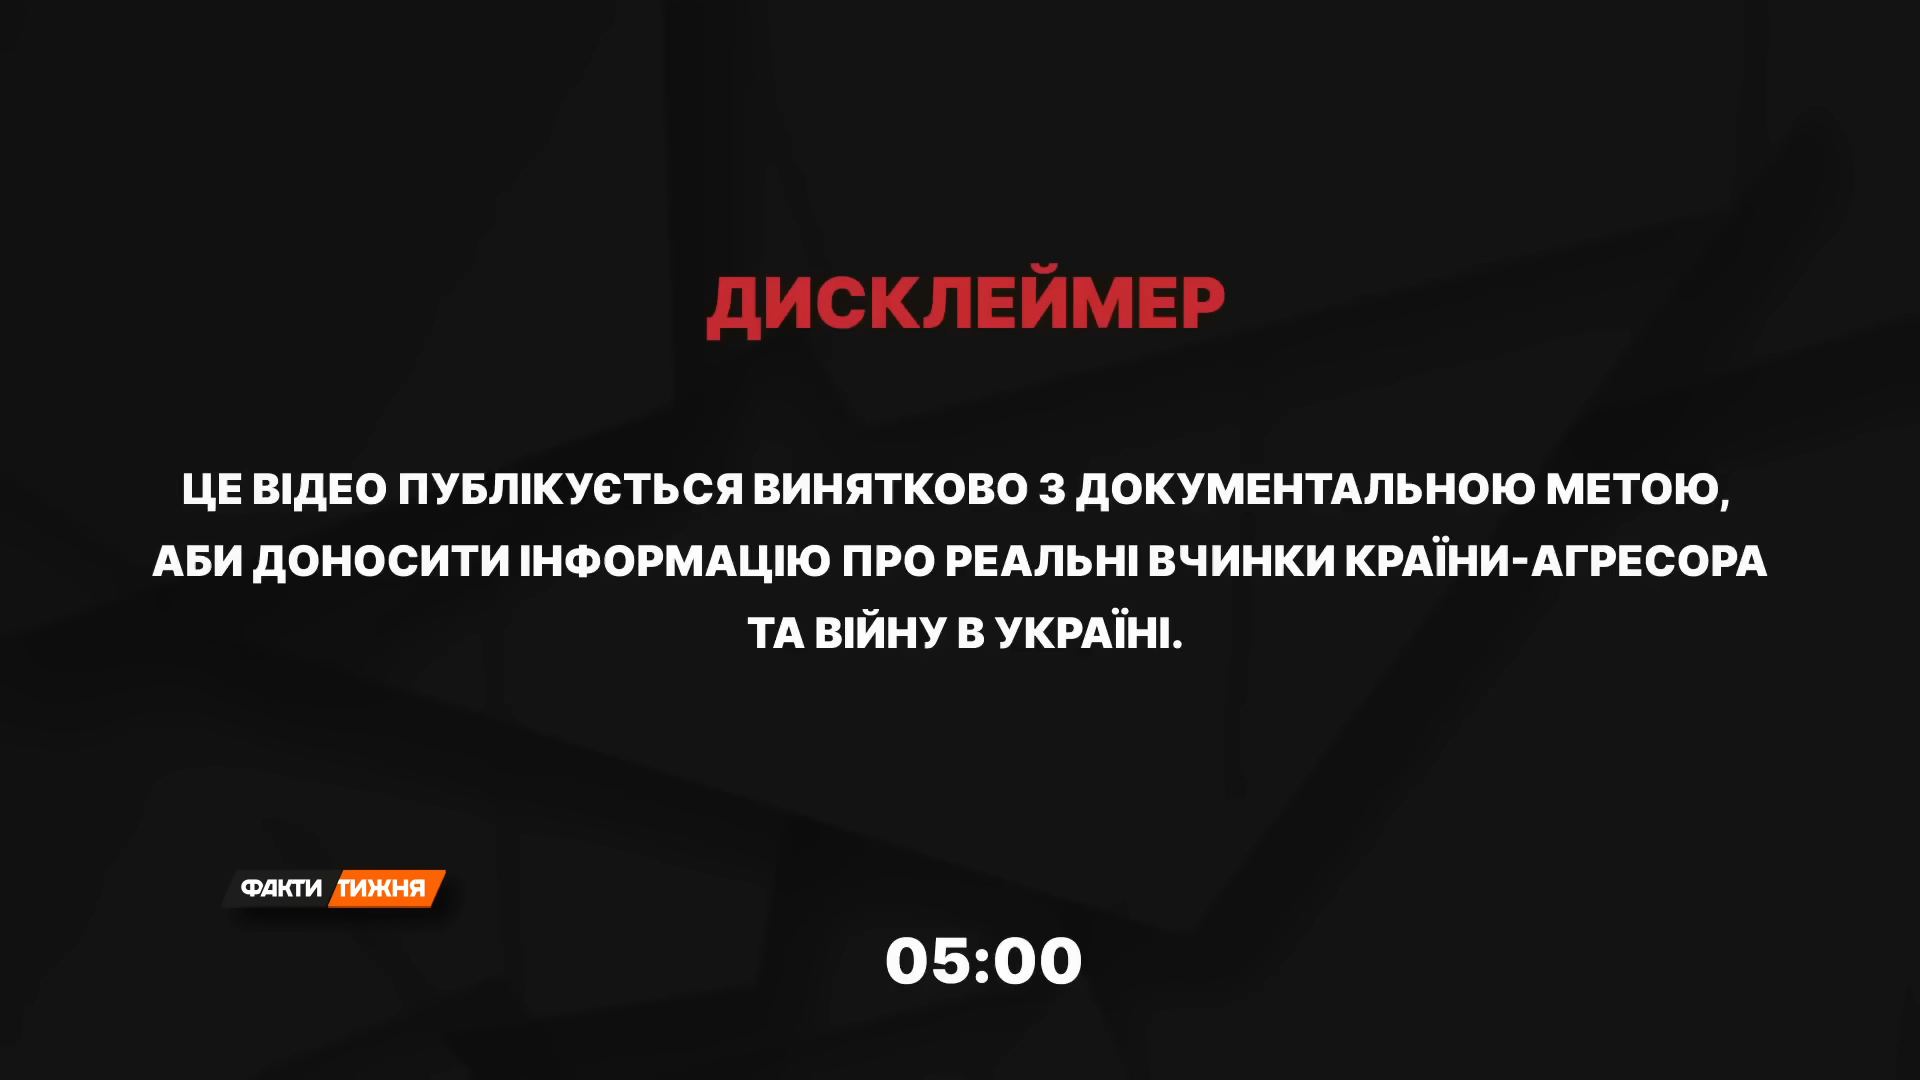 ДИСКЛЕЙМЕР
ЦЕ ВІДЕО ПУБЛІКУЄТЬСЯ ВИНЯТКОВО З ДОКУМЕНТАЛЬНОЮ МЕТОЮ,
АБИ ДОНОСИТИ ІНФОРМАЦІЮ ПРО РЕАЛЬНІ ВЧИНКИ КРАЇНИ-АГРЕСОРА
ТА ВІЙНУ В УКРАЇНІ.
ФАКТИ ТИЖНЯ
05:00